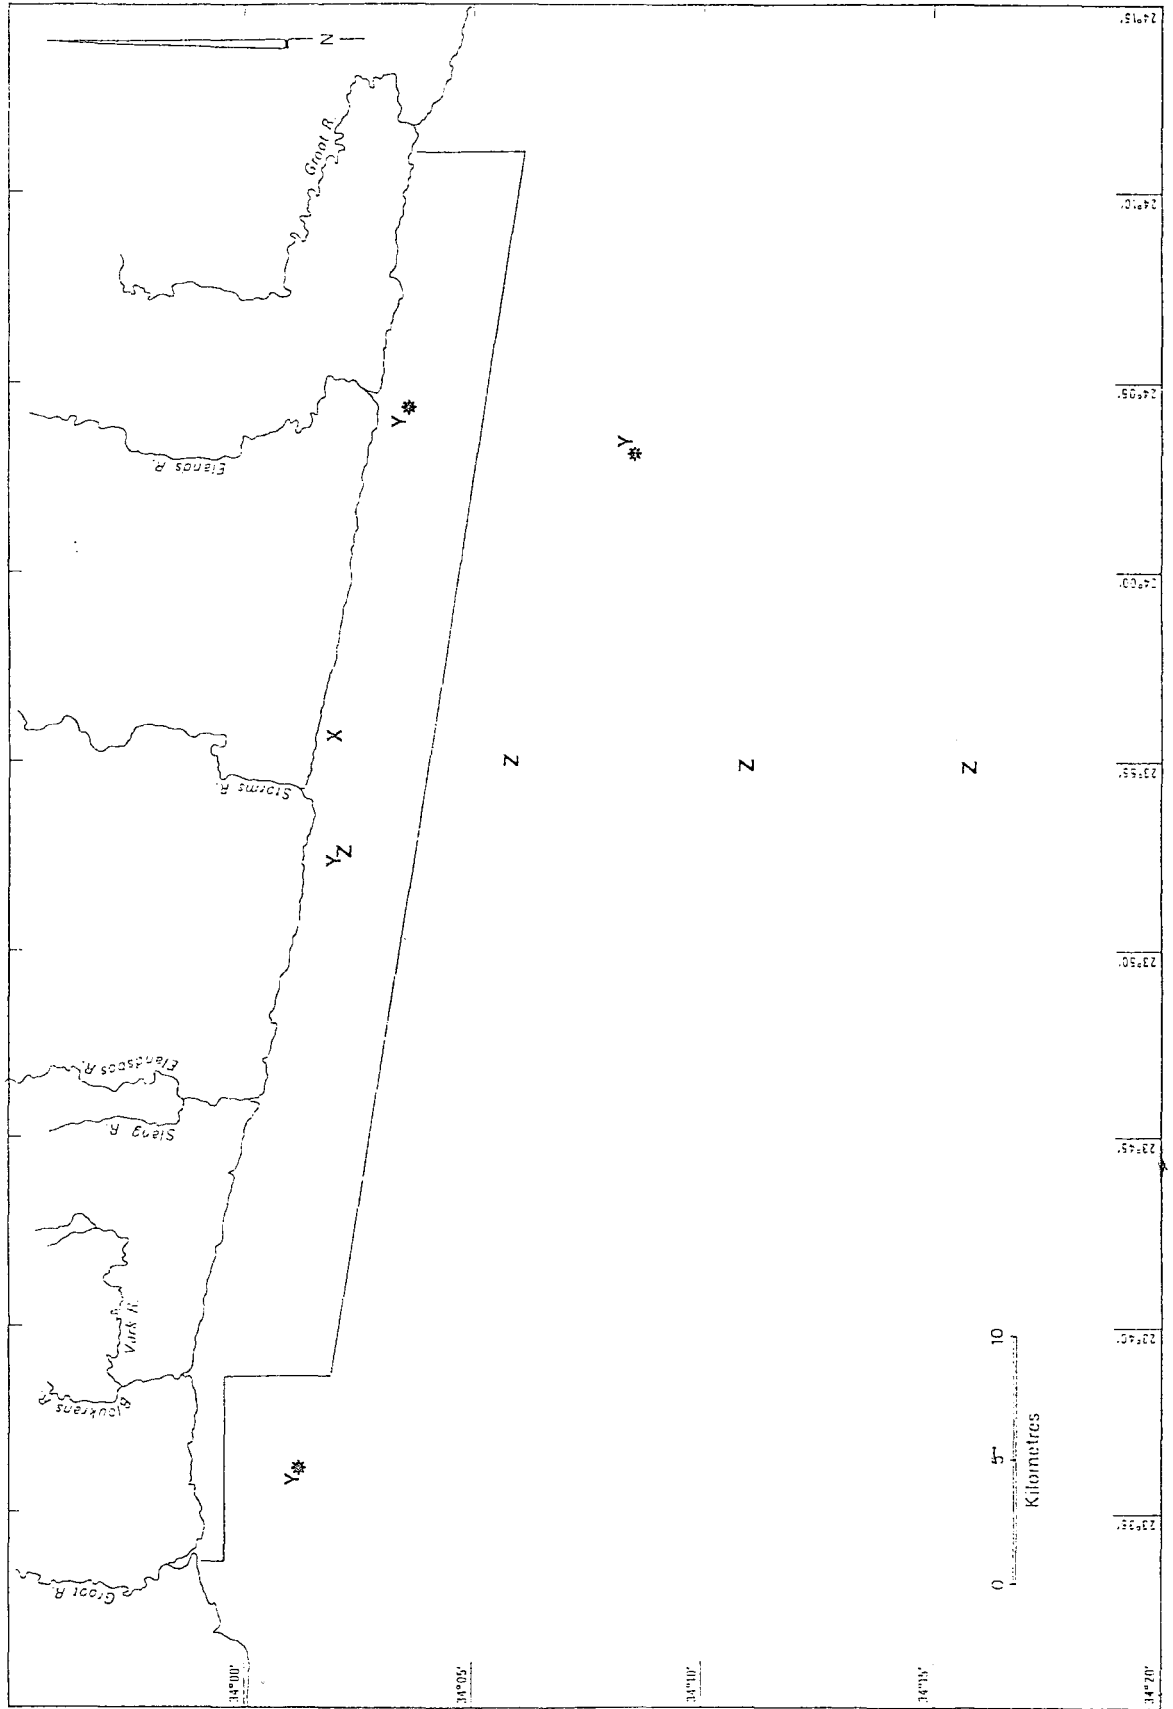 N
Groot R.
Elands R.
Storms R.
Elandsbos R.
Slang R.
Vark R.
Bloukrans R.
Groot R.
Y
Y
X
Y
Z
Z
Z
Z
Y
0 5 10
Kilometres
34°00'
34°05'
34°10'
34°15'
34°20'
23°35'
23°40'
23°45'
23°50'
23°55'
24°00'
24°05'
24°10'
24°15'